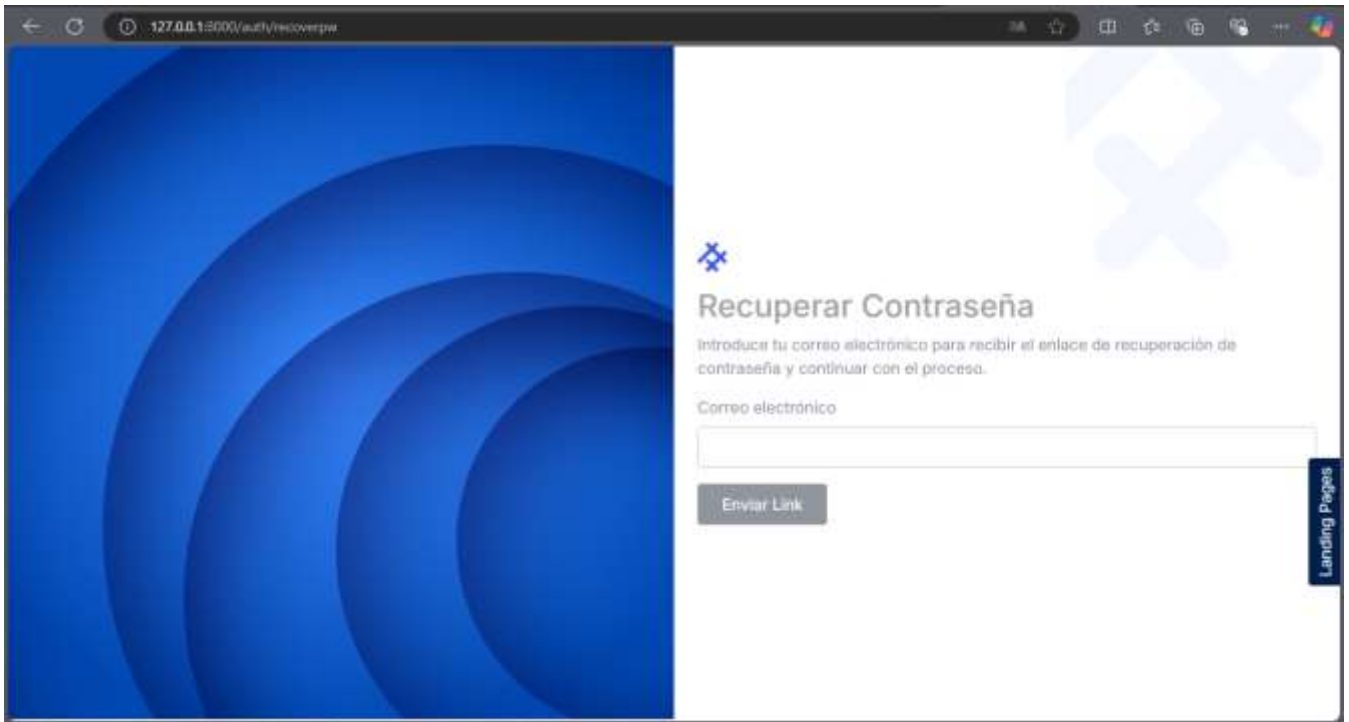 127.0.0.1:8000/auth/recoverpw
Recuperar Contraseña
Introduce tu correo electrónico para recibir el enlace de recuperación de
contraseña y continuar con el proceso.
Correo electrónico
Enviar Link
Landing Pages